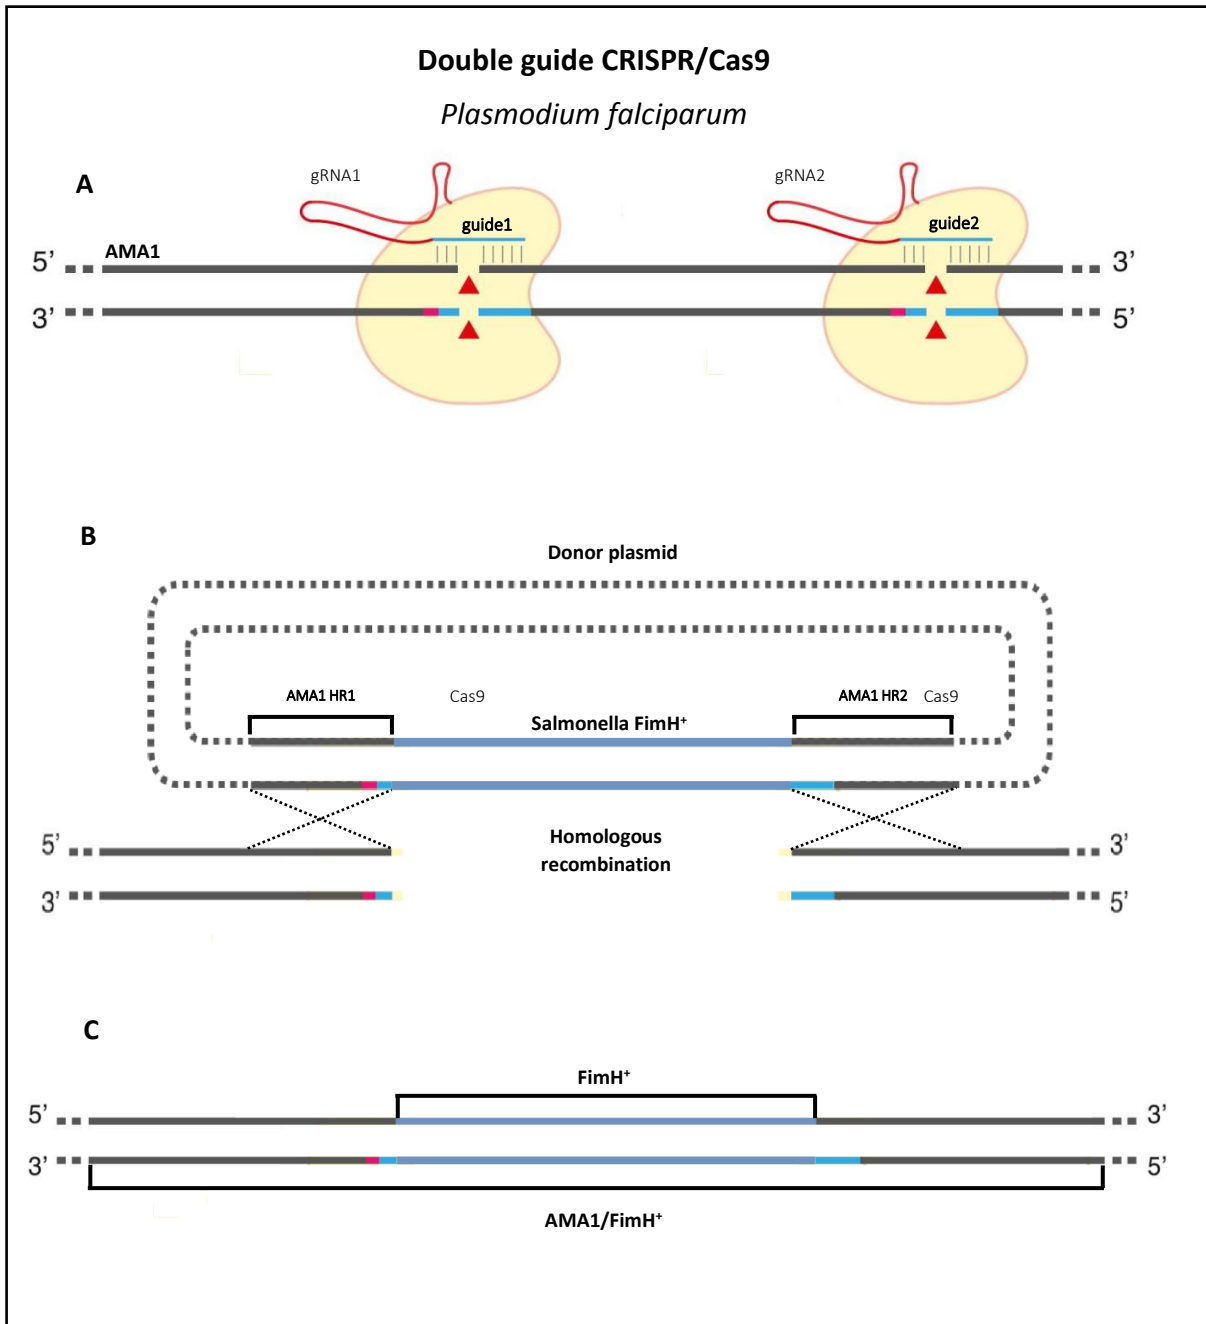 Double guide CRISPR/Cas9
Plasmodium falciparum
A
gRNA1
gRNA2
guide1
guide2
AMA1
5’
3’
3’
5’
B
Donor plasmid
AMA1 HR1
Cas9
AMA1 HR2
Cas9
Salmonella FimH⁺
Homologous
recombination
5’
3’
3’
5’
C
FimH⁺
5’
3’
3’
5’
AMA1/FimH⁺